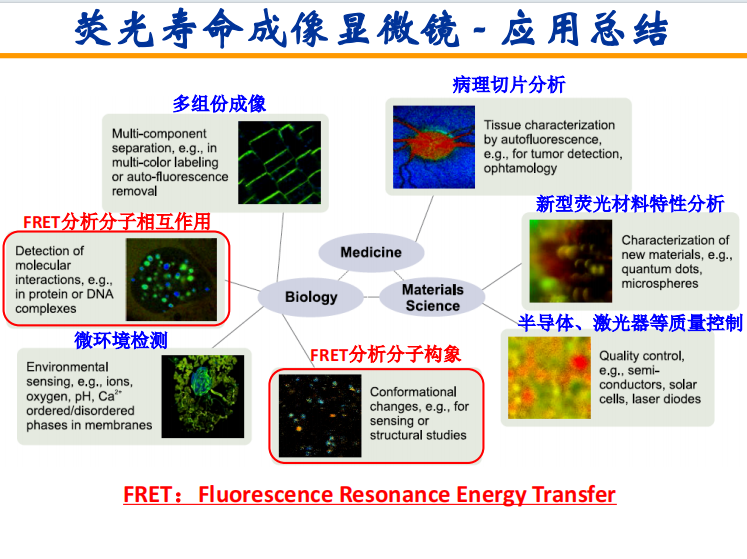 荧光寿命成像显微镜 - 应用总结
多组份成像
Multi-component
separation, e.g., in
multi-color labeling
or auto-fluorescence
removal
病理切片分析
Tissue characterization
by autofluorescence,
e.g., for tumor detection,
ophtamology
FRET分析分子相互作用
Detection of
molecular
interactions, e.g.,
in protein or DNA
complexes
新型荧光材料特性分析
Characterization of
new materials, e.g.,
quantum dots,
microspheres
Medicine
Biology
Materials
Science
微环境检测
Environmental
sensing, e.g., ions,
oxygen, pH, Ca²⁺
ordered/disordered
phases in membranes
FRET分析分子构象
Conformational
changes, e.g., for
sensing or
structural studies
半导体、激光器等质量控制
Quality control,
e.g., semi-
conductors, solar
cells, laser diodes
FRET：Fluorescence Resonance Energy Transfer